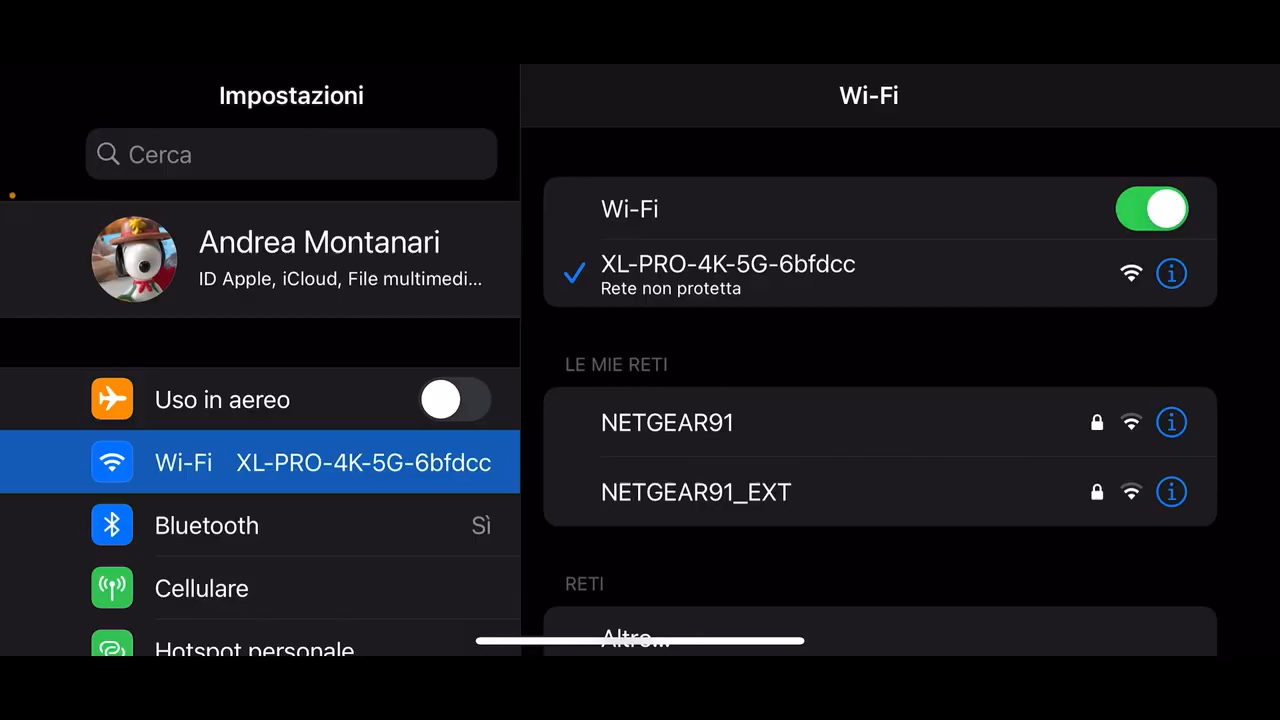 Impostazioni
Cerca
Andrea Montanari
ID Apple, iCloud, File multimedi...
Uso in aereo
Wi-Fi XL-PRO-4K-5G-6bfdcc
Bluetooth Sì
Cellulare
Hotspot personale
Wi-Fi
Wi-Fi
XL-PRO-4K-5G-6bfdcc
Rete non protetta
LE MIE RETI
NETGEAR91
NETGEAR91_EXT
RETI
Altro...